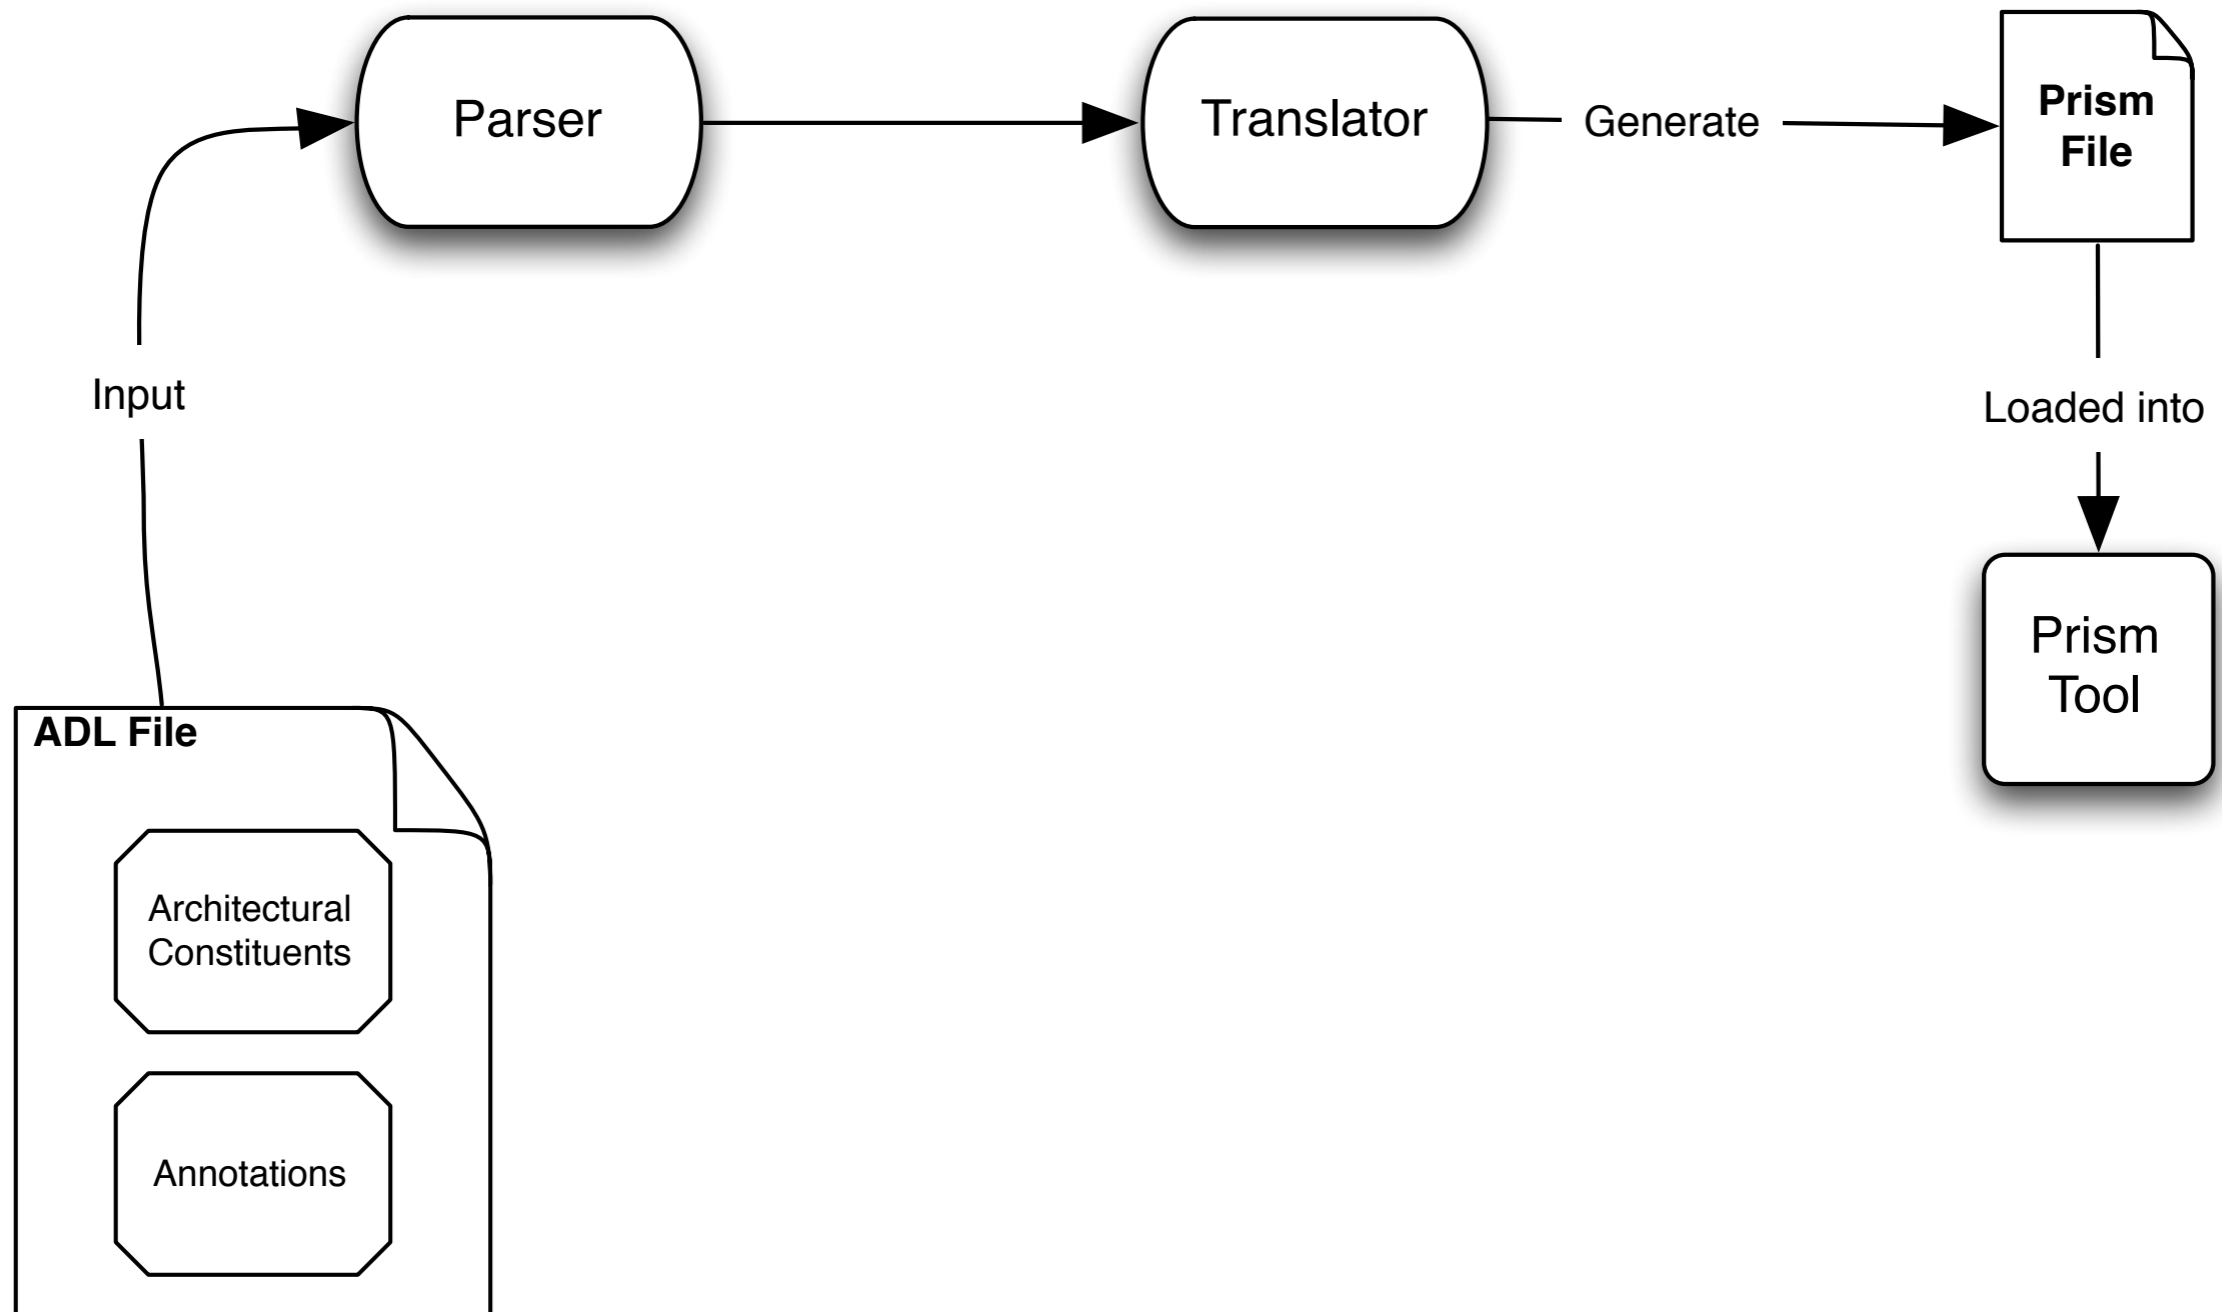 Parser
Translator
Generate
Prism
File
Input
Loaded into
Prism
Tool
ADL File
Architectural
Constituents
Annotations